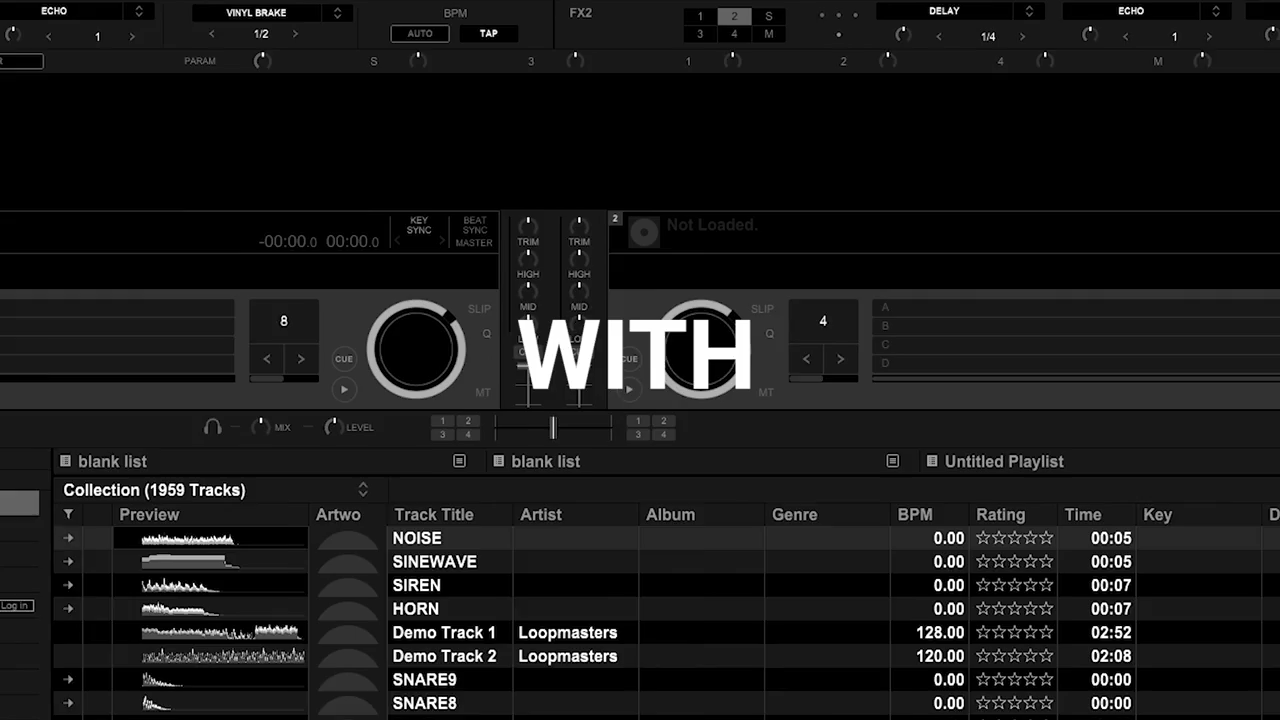 ECHO VINYL BRAKE BPM FX2 1 2 S DELAY ECHO
1 1/2 AUTO TAP 3 4 M 1/4 1
R PARAM S 3 1 2 4 M
-00:00.0 00:00.0 KEY SYNC BEAT SYNC MASTER TRIM TRIM 2 Not Loaded.
HIGH HIGH
MID MID
8 SLIP SLIP 4 A
Q Q B
CUE CUE C
MT MT D
WITH
MIX LEVEL 1 2 3 4 1 2 3 4
blank list blank list Untitled Playlist
Collection (1959 Tracks)
Preview Artwo Track Title Artist Album Genre BPM Rating Time Key D
NOISE 0.00 00:05
SINEWAVE 0.00 00:05
SIREN 0.00 00:07
Log in HORN 0.00 00:07
Demo Track 1 Loopmasters 128.00 02:52
Demo Track 2 Loopmasters 120.00 02:08
SNARE9 0.00 00:00
SNARE8 0.00 00:00